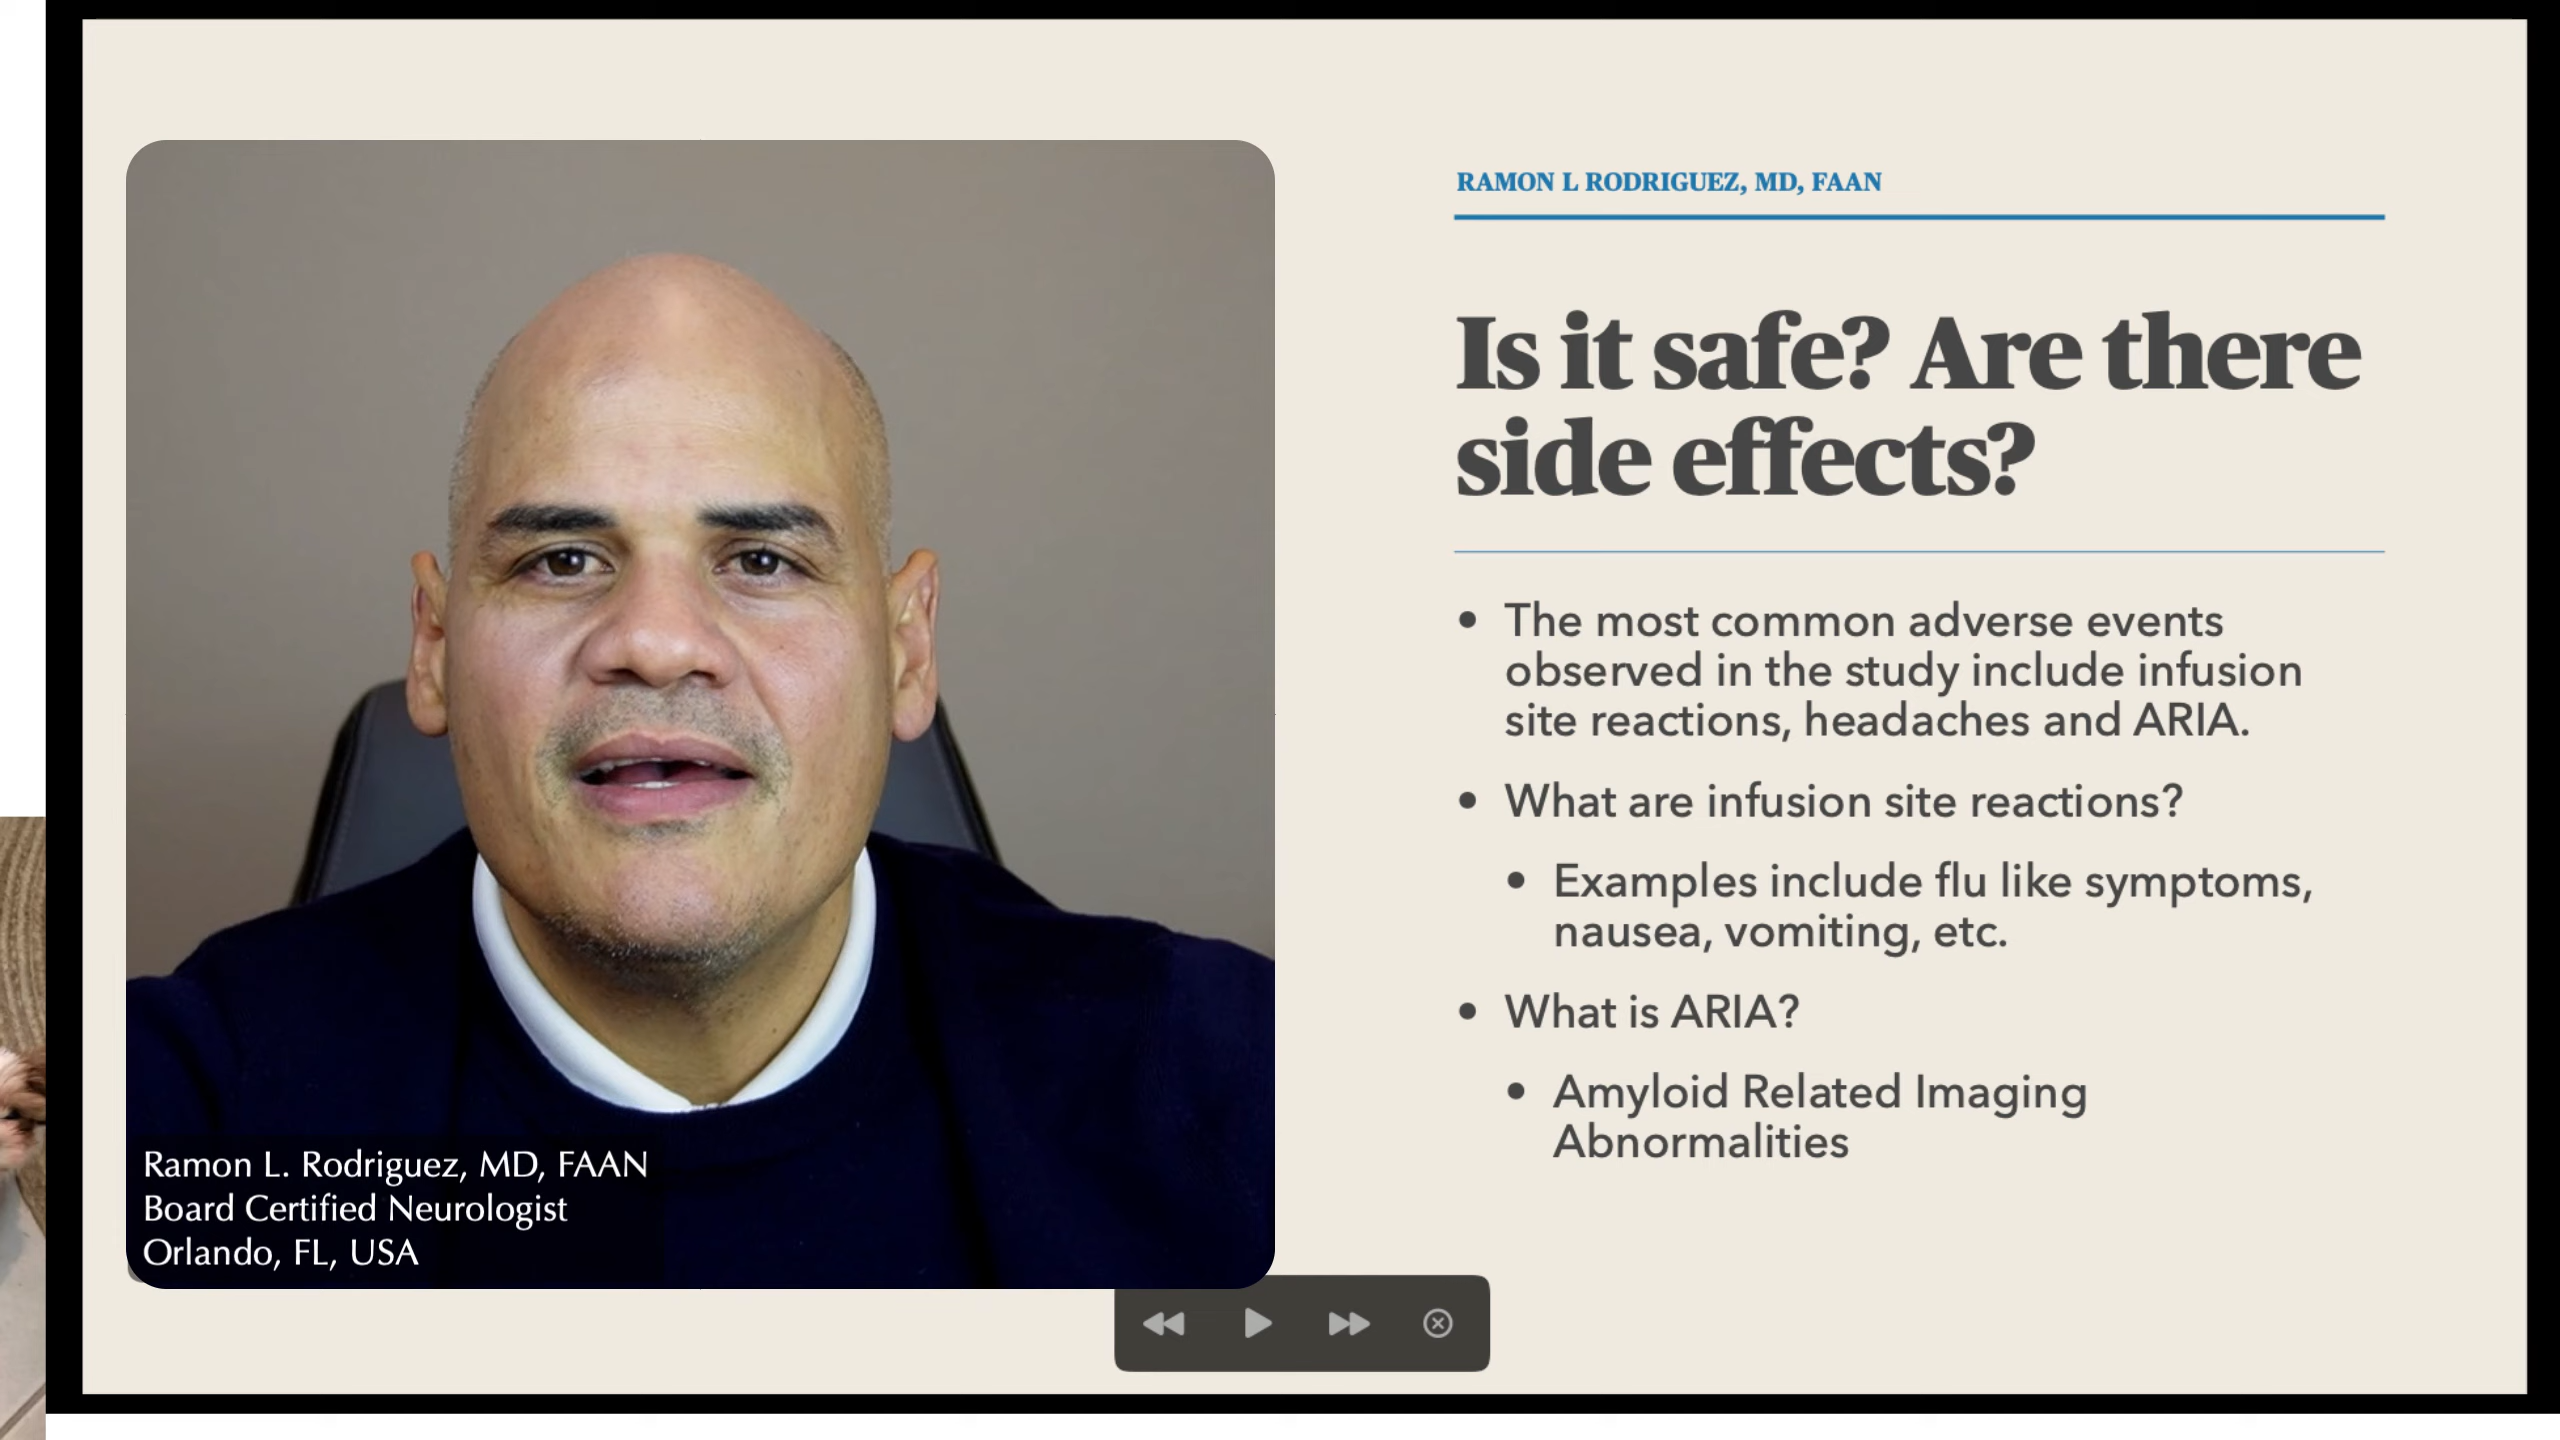 RAMON L RODRIGUEZ, MD, FAAN
Is it safe? Are there
side effects?
• The most common adverse events
observed in the study include infusion
site reactions, headaches and ARIA.
• What are infusion site reactions?
• Examples include flu like symptoms,
nausea, vomiting, etc.
• What is ARIA?
• Amyloid Related Imaging
Abnormalities
Ramon L. Rodriguez, MD, FAAN
Board Certified Neurologist
Orlando, FL, USA